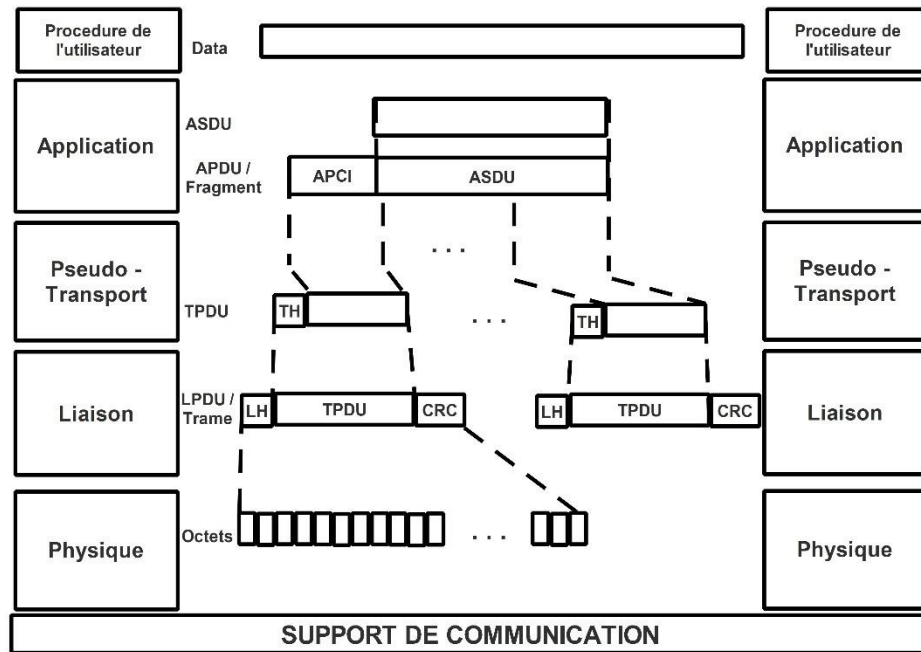 Procedure de
l'utilisateur
Data
Procedure de
l'utilisateur
Application
ASDU
APDU /
Fragment
APCI
ASDU
Application
Pseudo -
Transport
. . .
TPDU
TH
. . .
TH
Pseudo -
Transport
Liaison
LPDU /
Trame
LH
TPDU
CRC
LH
TPDU
CRC
Liaison
Physique
Octets
. . .
Physique
SUPPORT DE COMMUNICATION